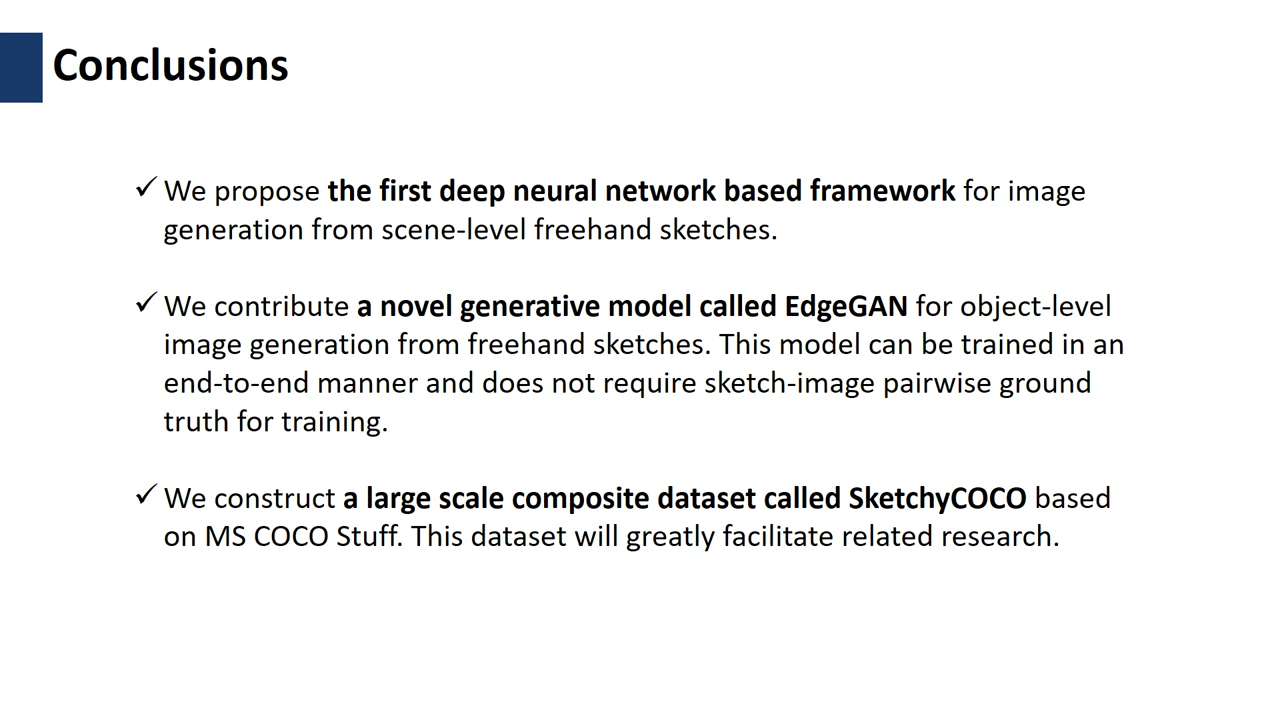 Conclusions
✓ We propose the first deep neural network based framework for image
generation from scene-level freehand sketches.
✓ We contribute a novel generative model called EdgeGAN for object-level
image generation from freehand sketches. This model can be trained in an
end-to-end manner and does not require sketch-image pairwise ground
truth for training.
✓ We construct a large scale composite dataset called SketchyCOCO based
on MS COCO Stuff. This dataset will greatly facilitate related research.